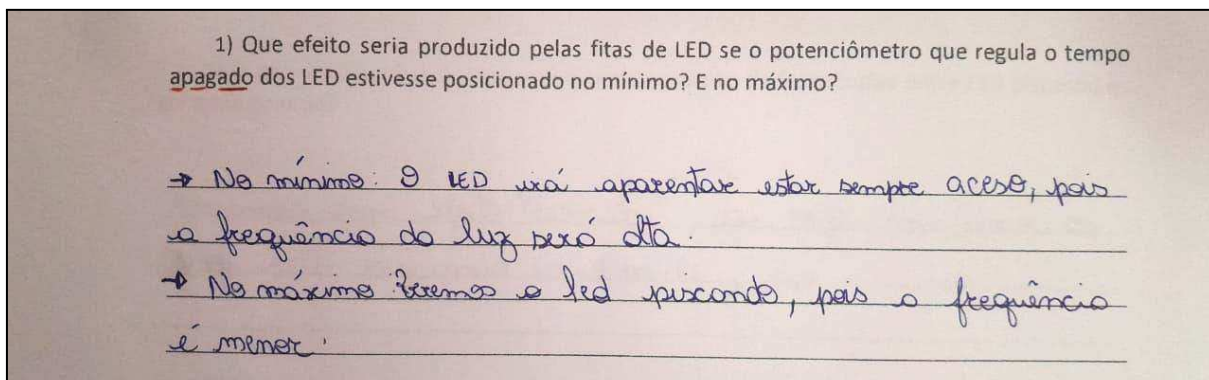 1) Que efeito seria produzido pelas fitas de LED se o potenciômetro que regula o tempo
apagado dos LED estivesse posicionado no mínimo? E no máximo?
→ No mínimo: O LED irá aparentar estar sempre aceso, pois
a frequência da luz será alta.
→ No máximo: veremos o led piscando, pois a frequência
é menor.